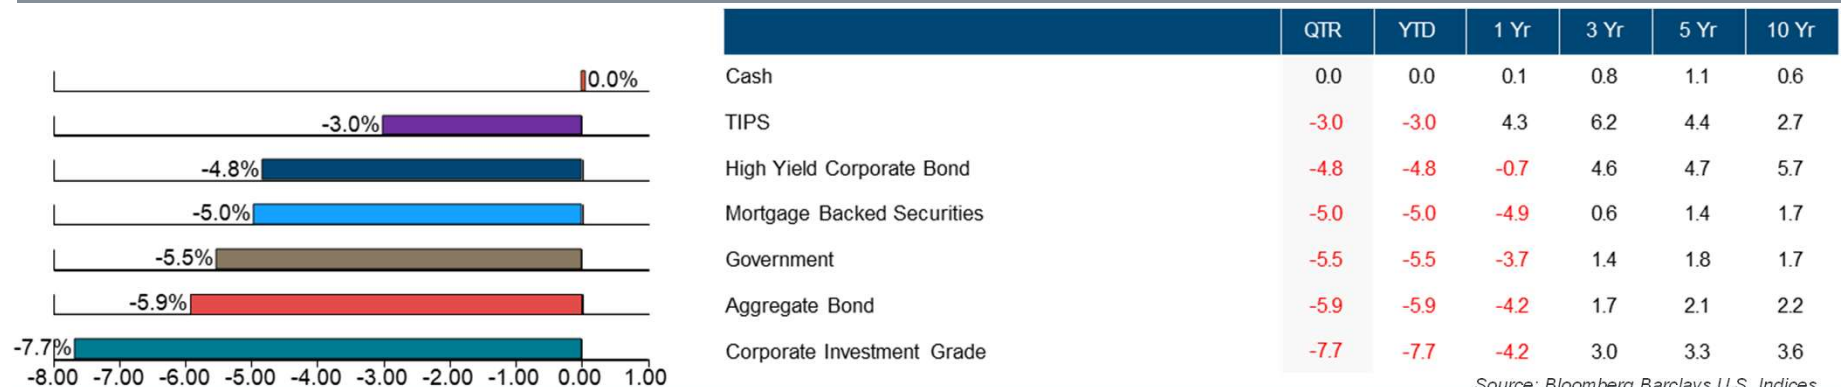 QTR YTD 1 Yr 3 Yr 5 Yr 10 Yr
0.0% Cash 0.0 0.0 0.1 0.8 1.1 0.6
-3.0% TIPS -3.0 -3.0 4.3 6.2 4.4 2.7
-4.8% High Yield Corporate Bond -4.8 -4.8 -0.7 4.6 4.7 5.7
-5.0% Mortgage Backed Securities -5.0 -5.0 -4.9 0.6 1.4 1.7
-5.5% Government -5.5 -5.5 -3.7 1.4 1.8 1.7
-5.9% Aggregate Bond -5.9 -5.9 -4.2 1.7 2.1 2.2
-7.7% Corporate Investment Grade -7.7 -7.7 -4.2 3.0 3.3 3.6
-8.00 -7.00 -6.00 -5.00 -4.00 -3.00 -2.00 -1.00 0.00 1.00
Source: Bloomberg Barclays U.S. Indices